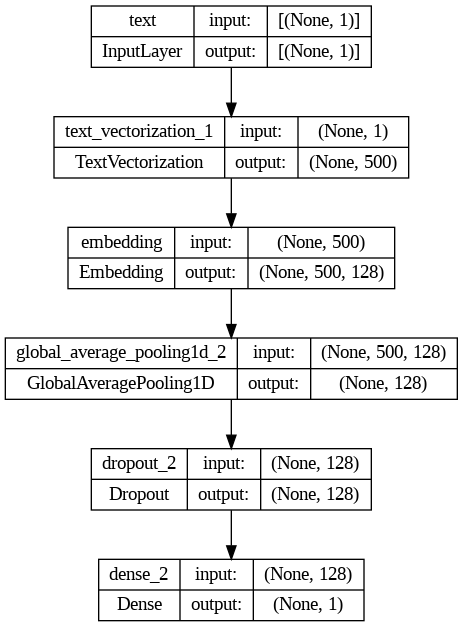 text input: [(None, 1)]
InputLayer output: [(None, 1)]
text_vectorization_1 input: (None, 1)
TextVectorization output: (None, 500)
embedding input: (None, 500)
Embedding output: (None, 500, 128)
global_average_pooling1d_2 input: (None, 500, 128)
GlobalAveragePooling1D output: (None, 128)
dropout_2 input: (None, 128)
Dropout output: (None, 128)
dense_2 input: (None, 128)
Dense output: (None, 1)